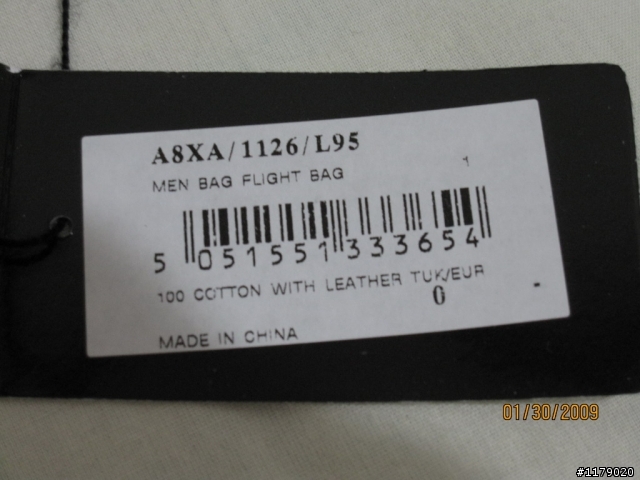 A8XA/1126/L95
MEN BAG FLIGHT BAG 1
5 051551 333654
100 COTTON WITH LEATHER TUK/EUR
0 -
MADE IN CHINA
01/30/2009
#1179020